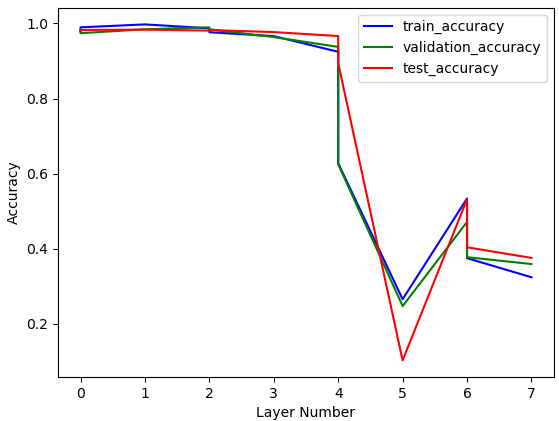 1.0
0.8
0.6
0.4
0.2
Accuracy
train_accuracy
validation_accuracy
test_accuracy
0 1 2 3 4 5 6 7
Layer Number